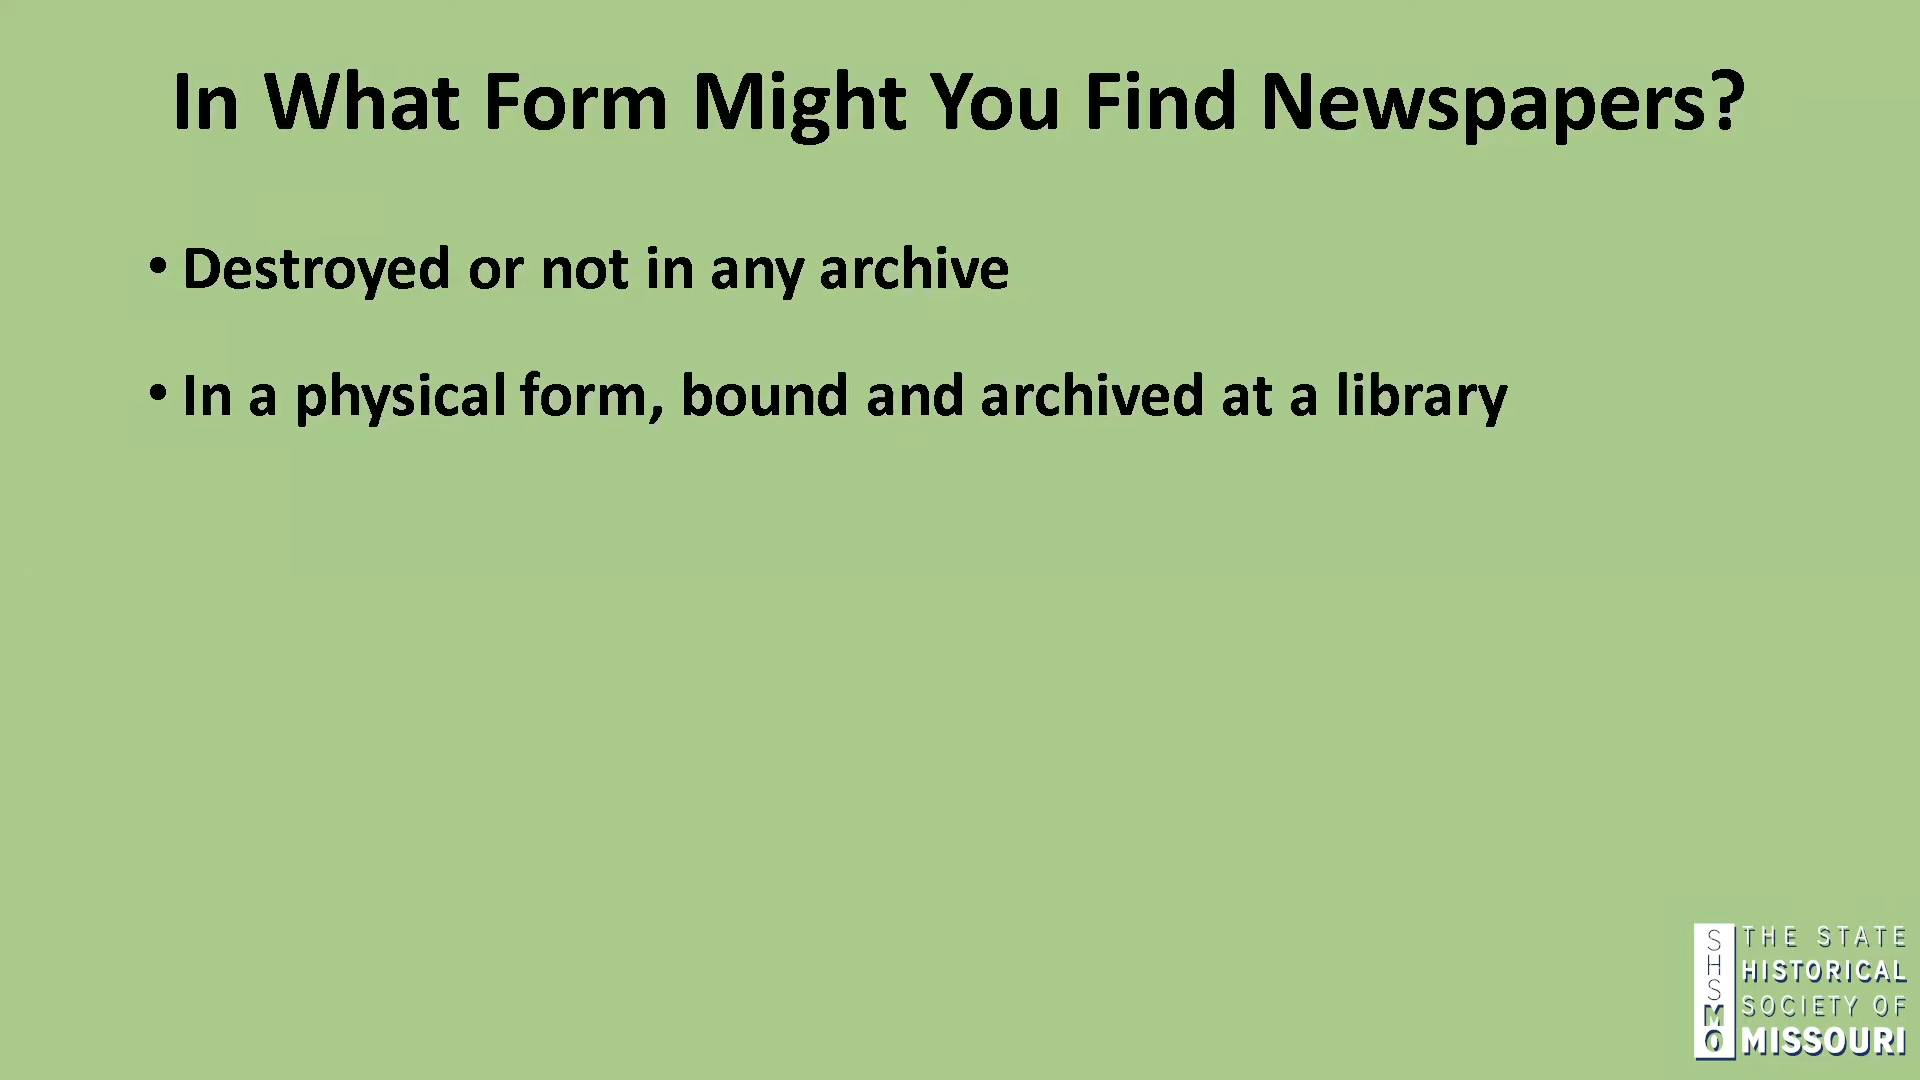 In What Form Might You Find Newspapers?
• Destroyed or not in any archive
• In a physical form, bound and archived at a library
SHSMO
THE STATE
HISTORICAL
SOCIETY OF
MISSOURI